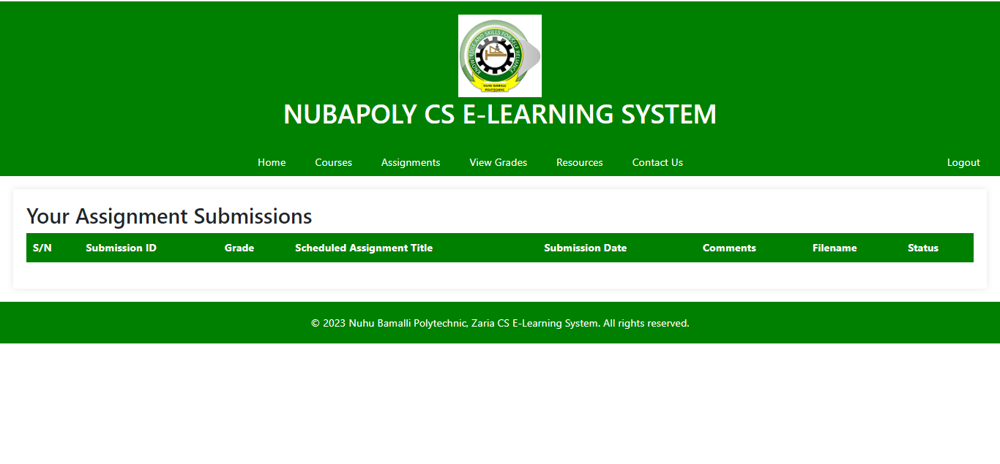 KNOWLEDGE AND SKILLS FOR SELF RELIANCE
NUHU BAMALLI
POLYTECHNIC
NUBAPOLY CS E-LEARNING SYSTEM
Home Courses Assignments View Grades Resources Contact Us Logout
Your Assignment Submissions
S/N Submission ID Grade Scheduled Assignment Title Submission Date Comments Filename Status
© 2023 Nuhu Bamalli Polytechnic, Zaria CS E-Learning System. All rights reserved.